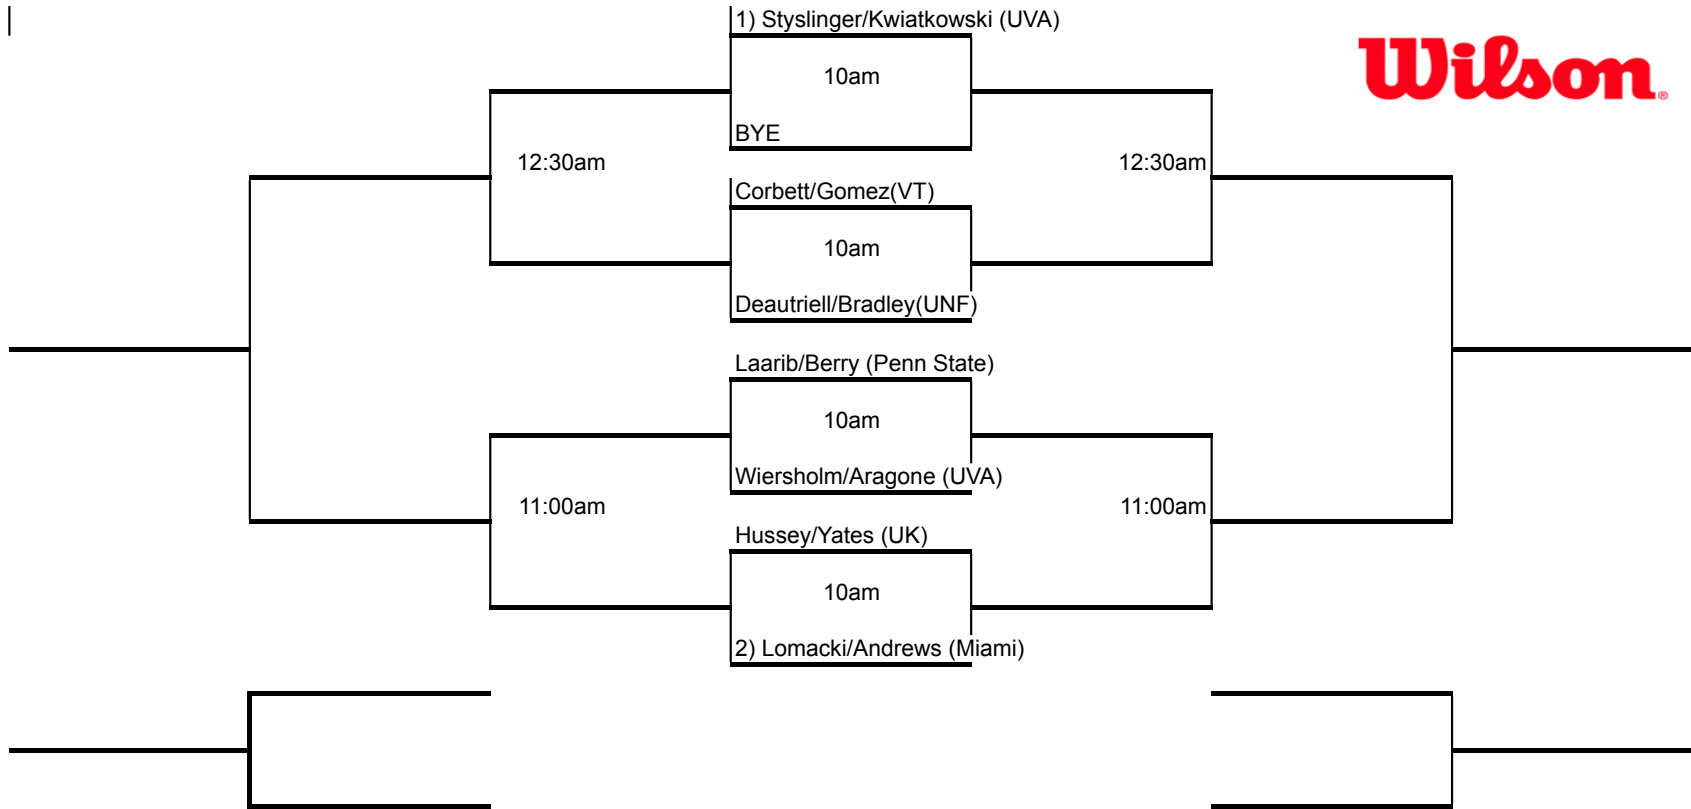 1) Styslinger/Kwiatkowski (UVA)
Wilson®
10am
BYE
12:30am
12:30am
Corbett/Gomez(VT)
10am
Deautriell/Bradley(UNF)
Laarib/Berry (Penn State)
10am
Wiersholm/Aragone (UVA)
11:00am
11:00am
Hussey/Yates (UK)
10am
2) Lomacki/Andrews (Miami)